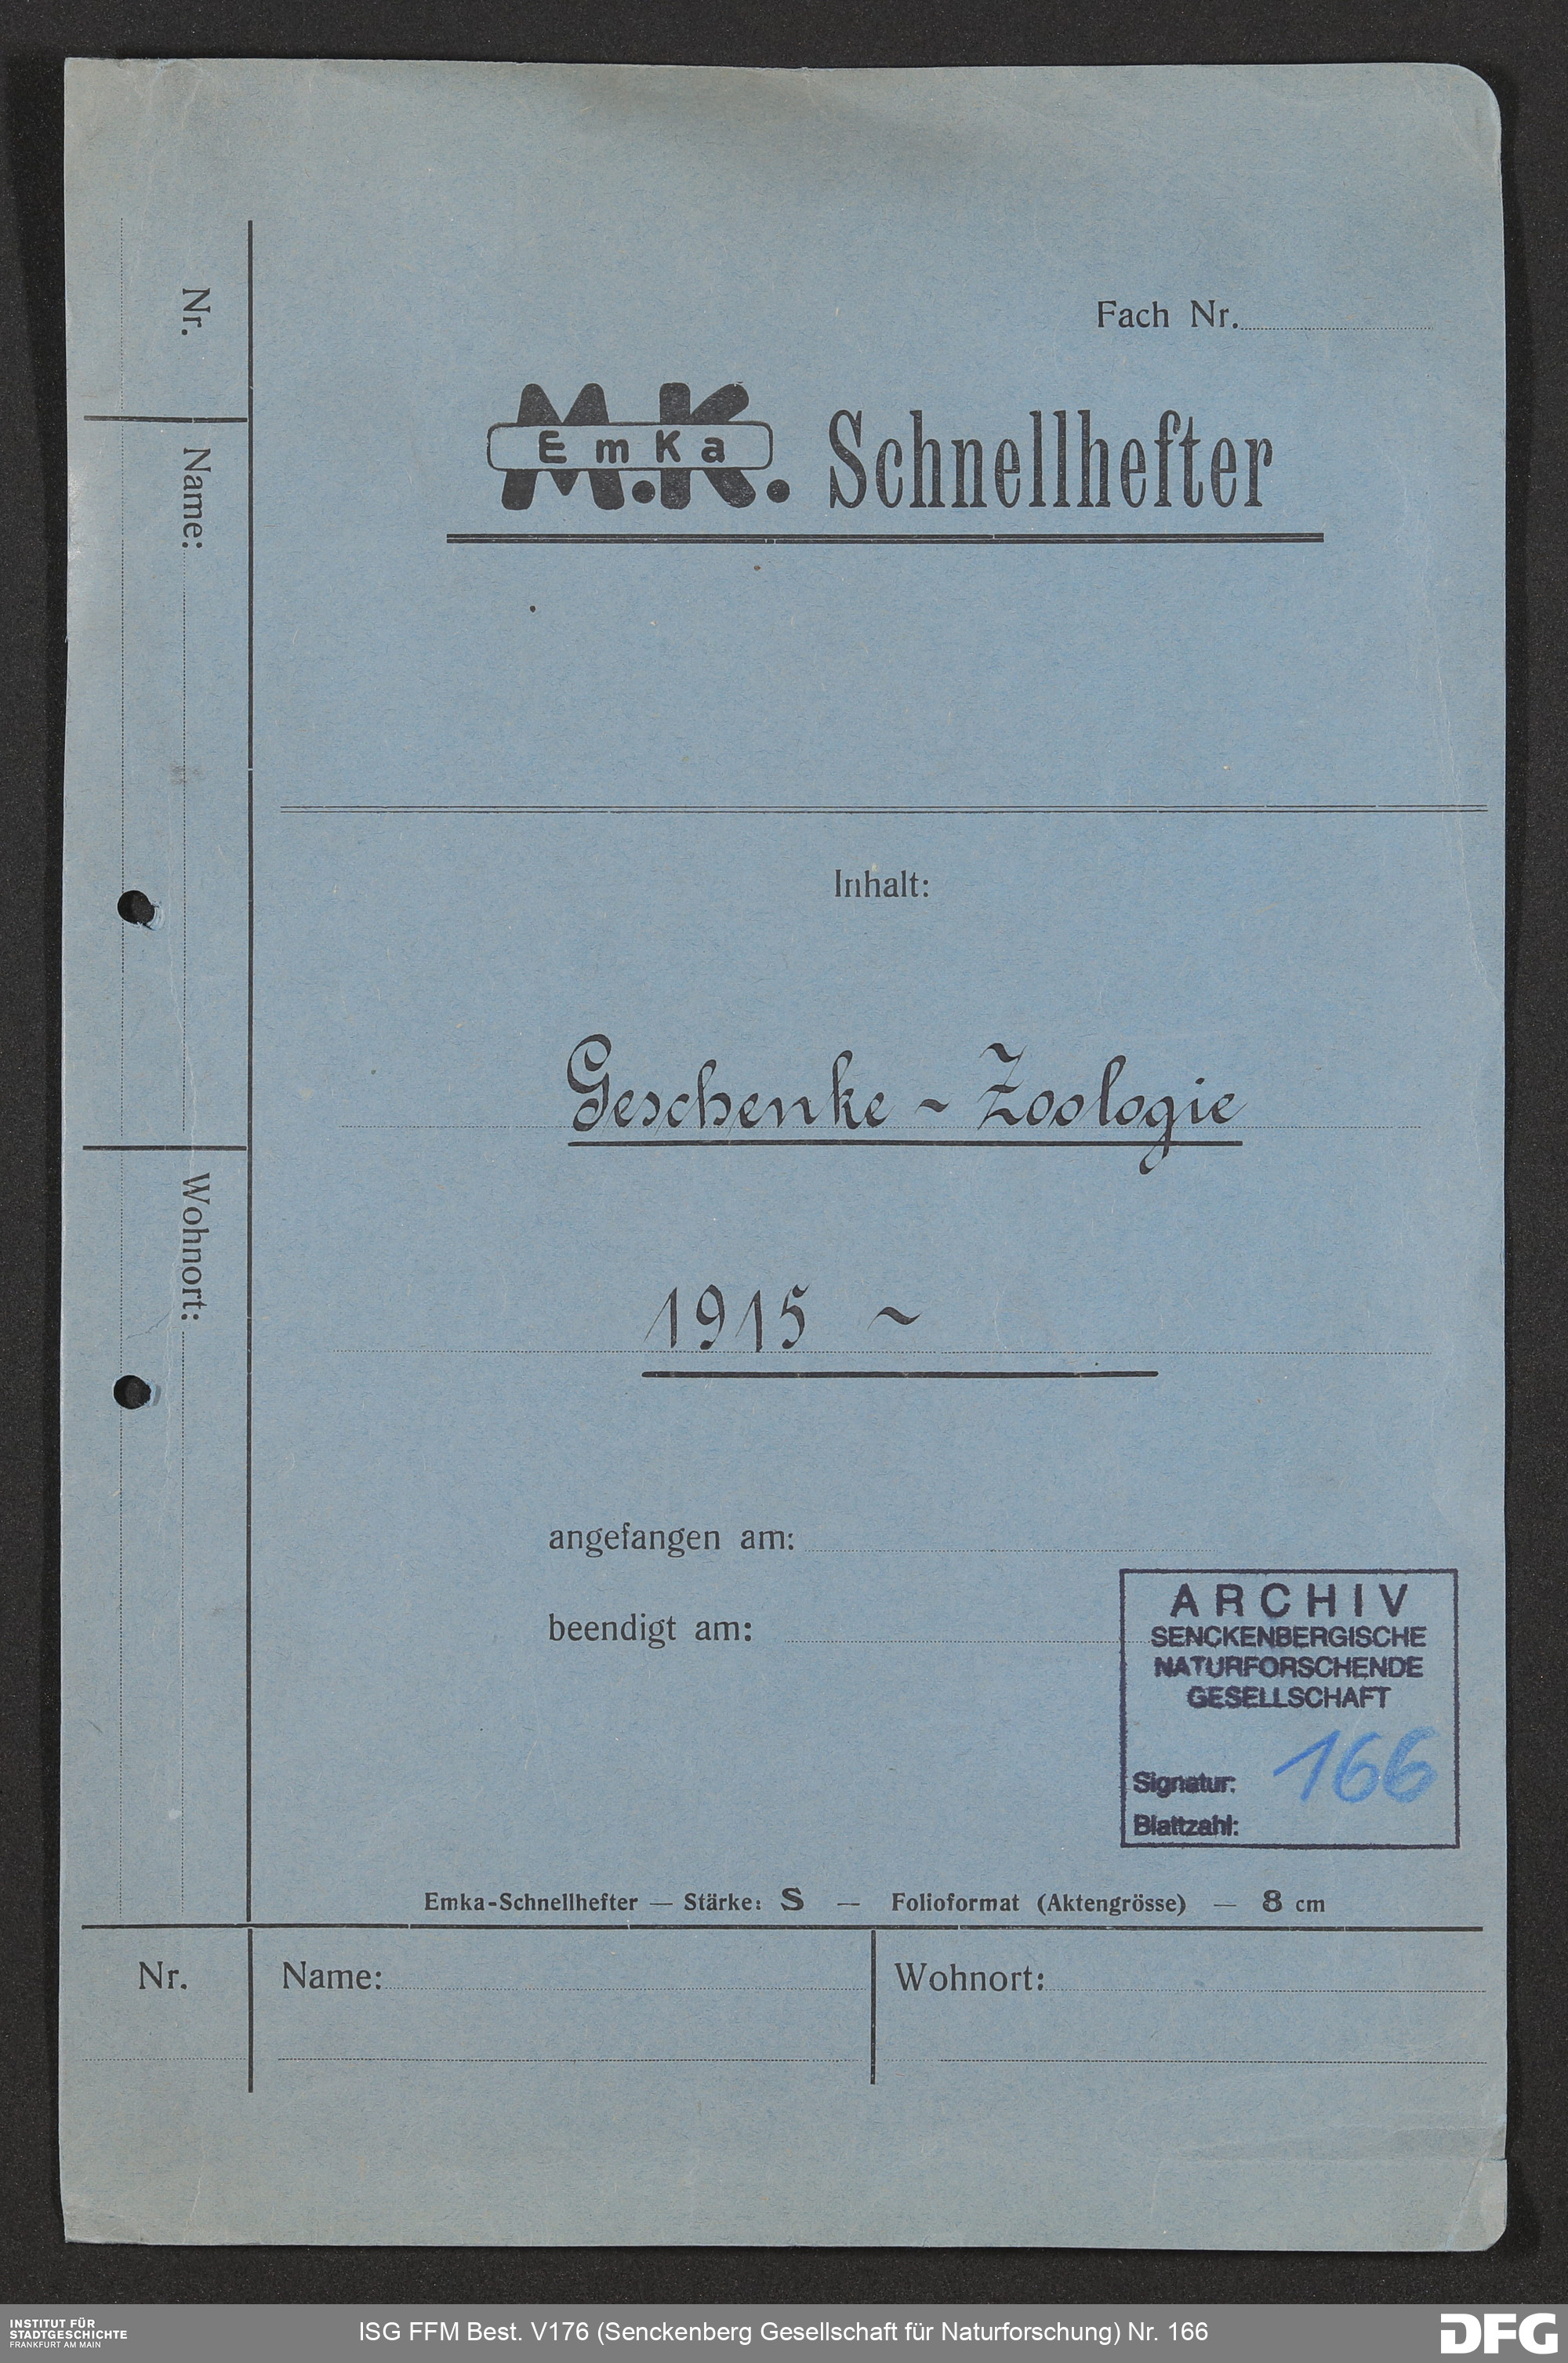 Fach Nr.
M.K.
EmKa
Schnellhefter
Inhalt:
Geschenke ~ Zoologie
1915 ~
angefangen am:
beendigt am:
ARCHIV
SENCKENBERGISCHE
NATURFORSCHENDE
GESELLSCHAFT
Signatur: 166
Blattzahl:
Emka-Schnellhefter — Stärke: S — Folioformat (Aktengrösse) — 8 cm
Nr.
Name:
Wohnort:
Nr.
Name:
Wohnort:
INSTITUT FÜR
STADTGESCHICHTE
FRANKFURT AM MAIN
ISG FFM Best. V176 (Senckenberg Gesellschaft für Naturforschung) Nr. 166
DFG